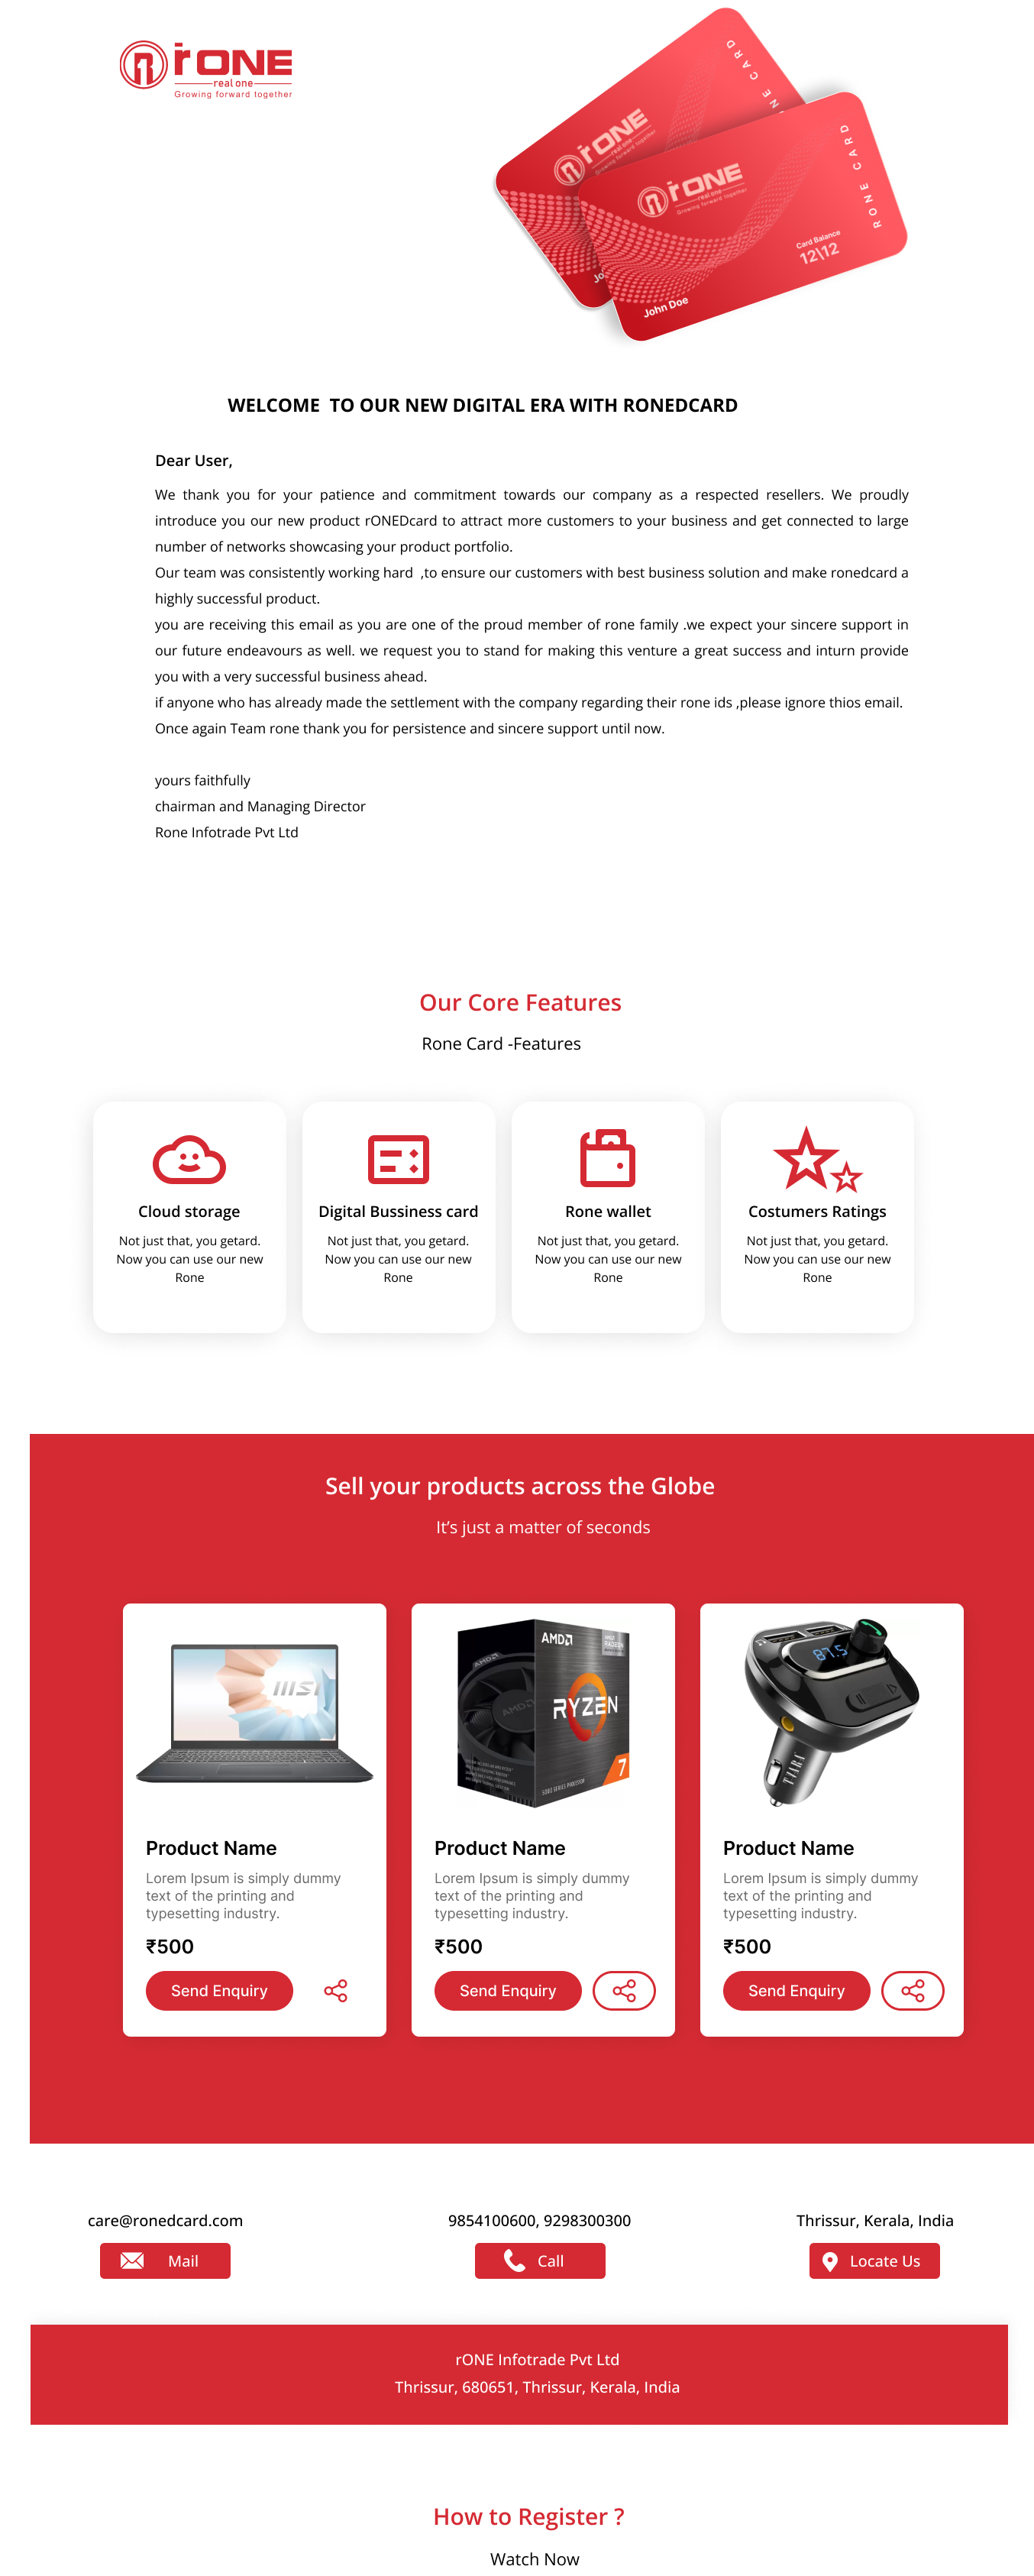 rONE
real one
Growing forward together
RONE CARD
rONE
real one
Growing forward together
Jo
RONE CARD
rONE
real one
Growing forward together
Card Balance
12\12
John Doe
WELCOME  TO OUR NEW DIGITAL ERA WITH RONEDCARD
Dear User,
We thank you for your patience and commitment towards our company as a respected resellers. We proudly
introduce you our new product rONEDcard to attract more customers to your business and get connected to large
number of networks showcasing your product portfolio.
Our team was consistently working hard  ,to ensure our customers with best business solution and make ronedcard a
highly successful product.
you are receiving this email as you are one of the proud member of rone family .we expect your sincere support in
our future endeavours as well. we request you to stand for making this venture a great success and inturn provide
you with a very successful business ahead.
if anyone who has already made the settlement with the company regarding their rone ids ,please ignore thios email.
Once again Team rone thank you for persistence and sincere support until now.
yours faithfully
chairman and Managing Director
Rone Infotrade Pvt Ltd
Our Core Features
Rone Card -Features
Cloud storage
Not just that, you getard.
Now you can use our new
Rone
Digital Bussiness card
Not just that, you getard.
Now you can use our new
Rone
Rone wallet
Not just that, you getard.
Now you can use our new
Rone
Costumers Ratings
Not just that, you getard.
Now you can use our new
Rone
Sell your products across the Globe
It’s just a matter of seconds
msi
Product Name
Lorem Ipsum is simply dummy
text of the printing and
typesetting industry.
₹500
Send Enquiry
AMD
AMD
AMD
RADEON
AMD
RYZEN
7
5000 SERIES PROCESSOR
Product Name
Lorem Ipsum is simply dummy
text of the printing and
typesetting industry.
₹500
Send Enquiry
87.5
TIZARA
Product Name
Lorem Ipsum is simply dummy
text of the printing and
typesetting industry.
₹500
Send Enquiry
care@ronedcard.com
Mail
9854100600, 9298300300
Call
Thrissur, Kerala, India
Locate Us
rONE Infotrade Pvt Ltd
Thrissur, 680651, Thrissur, Kerala, India
How to Register ?
Watch Now